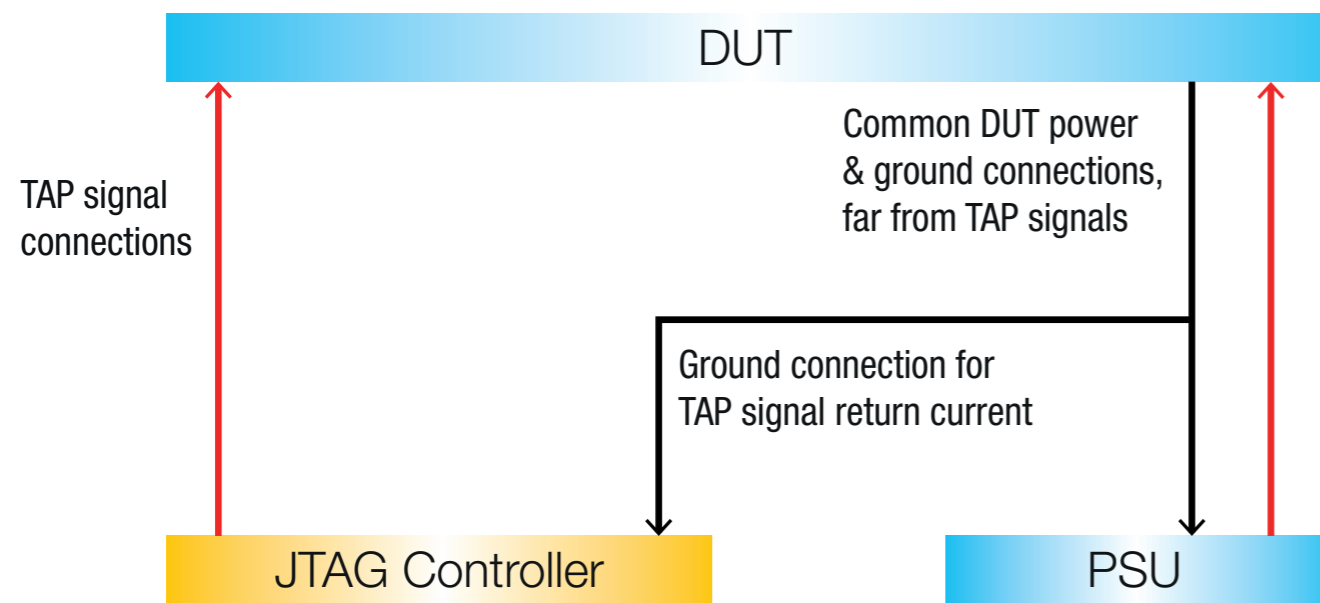 DUT
Common DUT power
& ground connections,
far from TAP signals
TAP signal
connections
Ground connection for
TAP signal return current
JTAG Controller
PSU